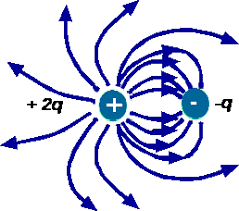 + 2q
+
-
-q